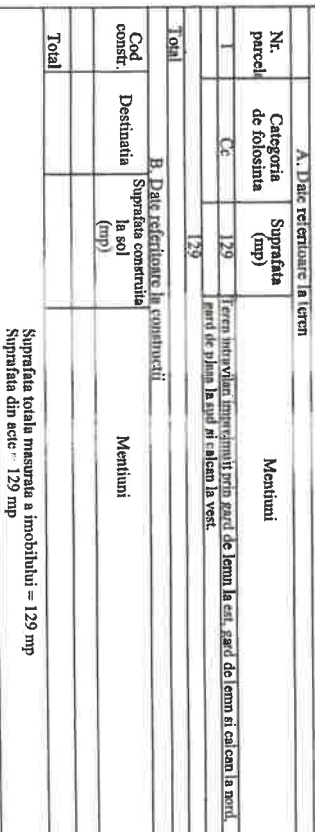 A. Date referitoare la teren
Nr. parcela Categoria de folosinta Suprafata (mp) Mentiuni
1 Cc 129 Teren intravilan imprejmuit prin gard de lemn la est, gard de lemn si calcan la nord,
gard de plasa la sud si calcan la vest.
Total 129
B. Date referitoare la constructii
Cod constr. Destinatia Suprafata construita la sol (mp) Mentiuni
Total
Suprafata totala masurata a imobilului = 129 mp
Suprafata din acte = 129 mp